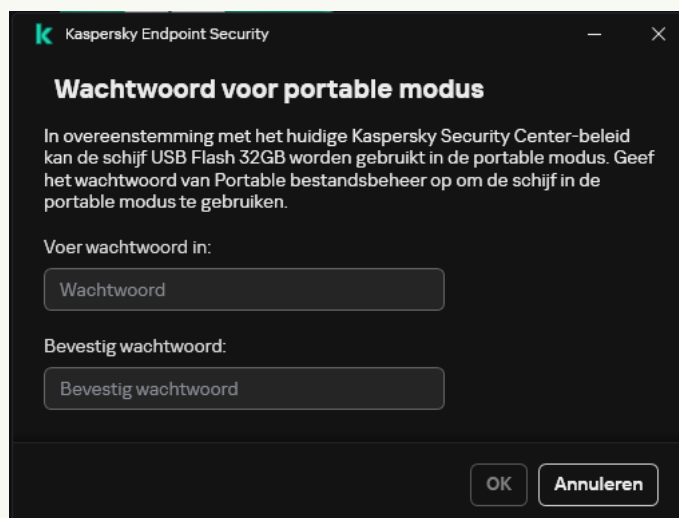 Kaspersky Endpoint Security
Wachtwoord voor portable modus
In overeenstemming met het huidige Kaspersky Security Center-beleid
kan de schijf USB Flash 32GB worden gebruikt in de portable modus. Geef
het wachtwoord van Portable bestandsbeheer op om de schijf in de
portable modus te gebruiken.
Voer wachtwoord in:
Wachtwoord
Bevestig wachtwoord:
Bevestig wachtwoord
OK Annuleren